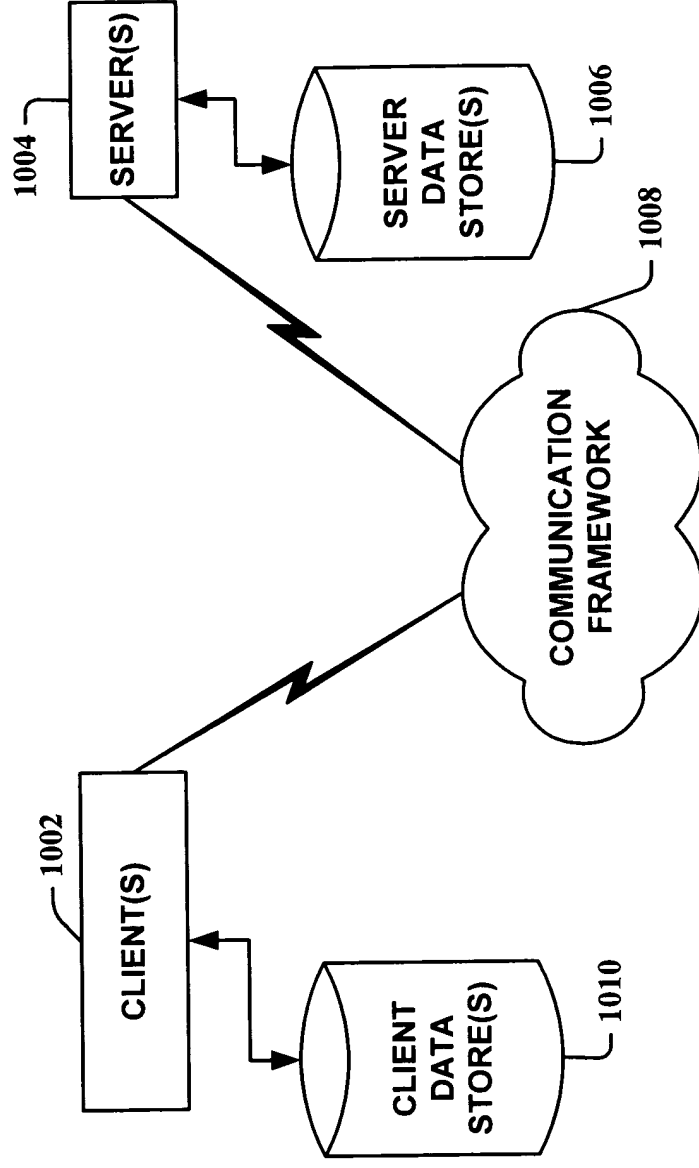 1002
CLIENT(S)
CLIENT
DATA
STORE(S)
1010
1004
SERVER(S)
SERVER
DATA
STORE(S)
1006
COMMUNICATION
FRAMEWORK
1008